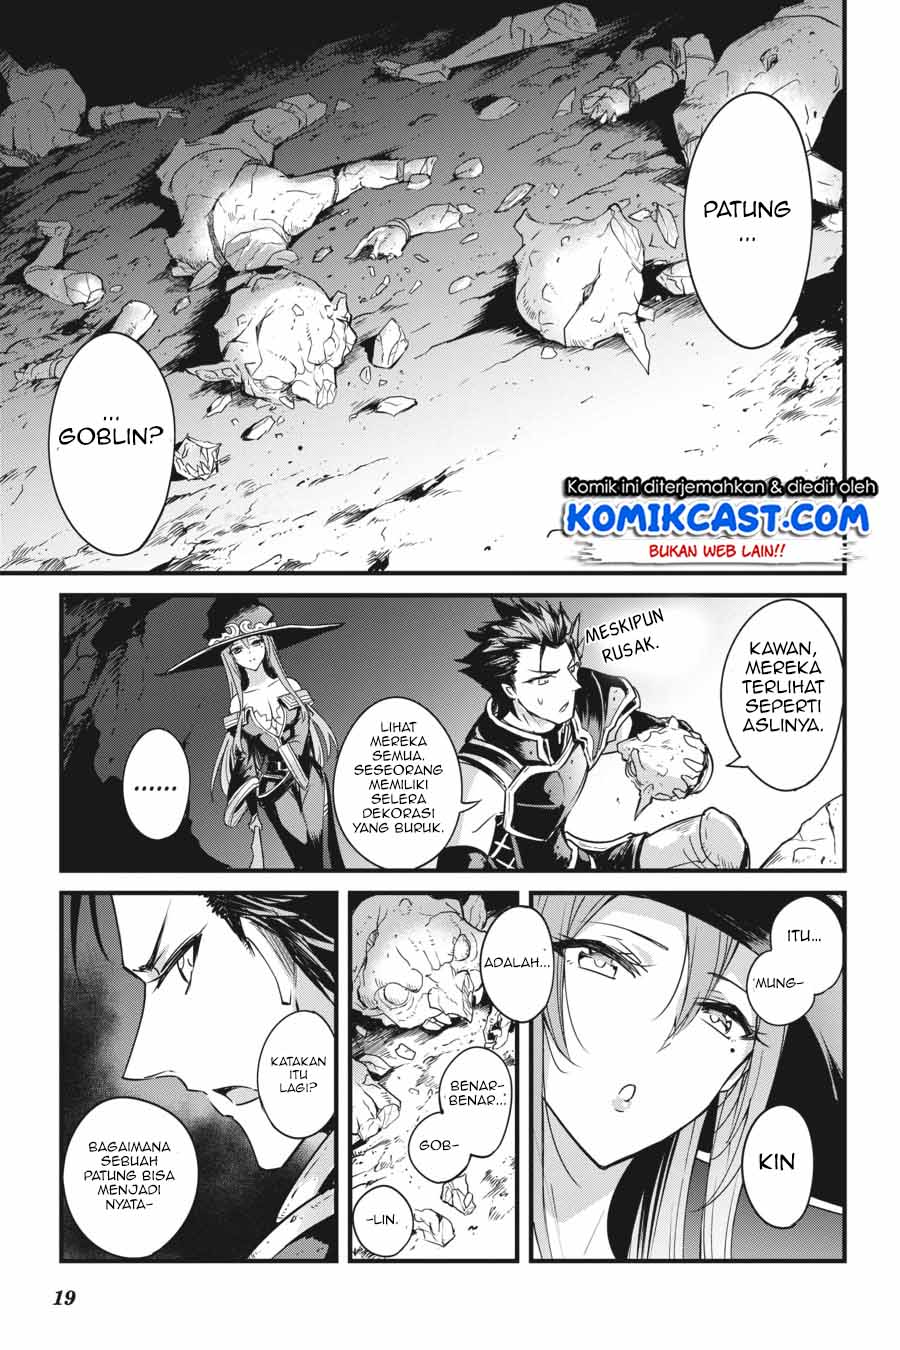 PATUNG
...
...
GOBLIN?
Komik ini diterjemahkan & diedit oleh
KOMIKCAST.COM
BUKAN WEB LAIN!!
KAWAN,
MEREKA
TERLIHAT
SEPERTI
ASLINYA.
MESKIPUN
RUSAK.
LIHAT
MEREKA
SEMUA.
SESEORANG
MEMILIKI
SELERA
DEKORASI
YANG BURUK.
......
ITU...
MUNG-
KIN
ADALAH...
BENAR-
BENAR...
GOB-
-LIN.
KATAKAN
ITU
LAGI?
BAGAIMANA
SEBUAH
PATUNG BISA
MENJADI
NYATA-
19